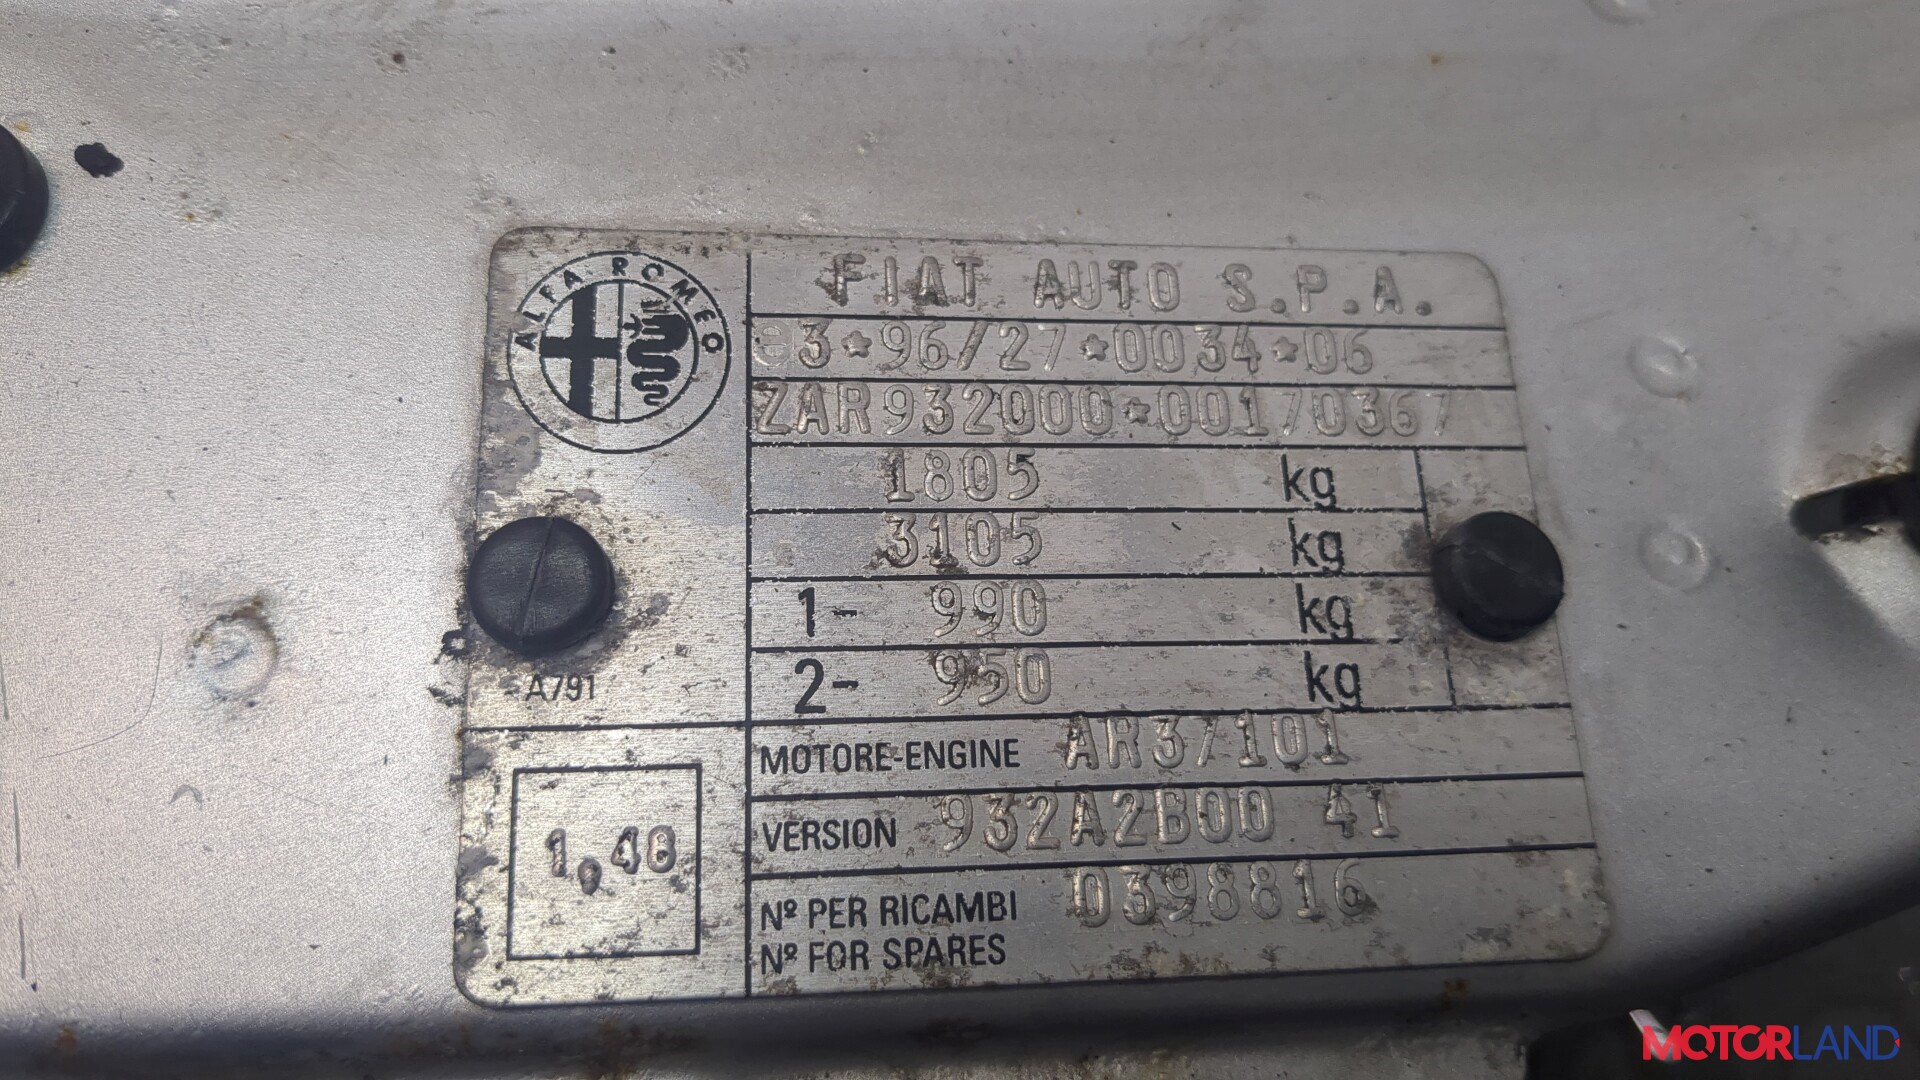 ALFA ROMEO
FIAT AUTO S.P.A.
e3*96/27*0034*06
ZAR932000*00170367
1805 kg
3105 kg
1- 990 kg
2- 950 kg
A791
MOTORE-ENGINE AR37101
VERSION 932A2B00 41
1,48
Nº PER RICAMBI 0398816
Nº FOR SPARES
MOTORLAND